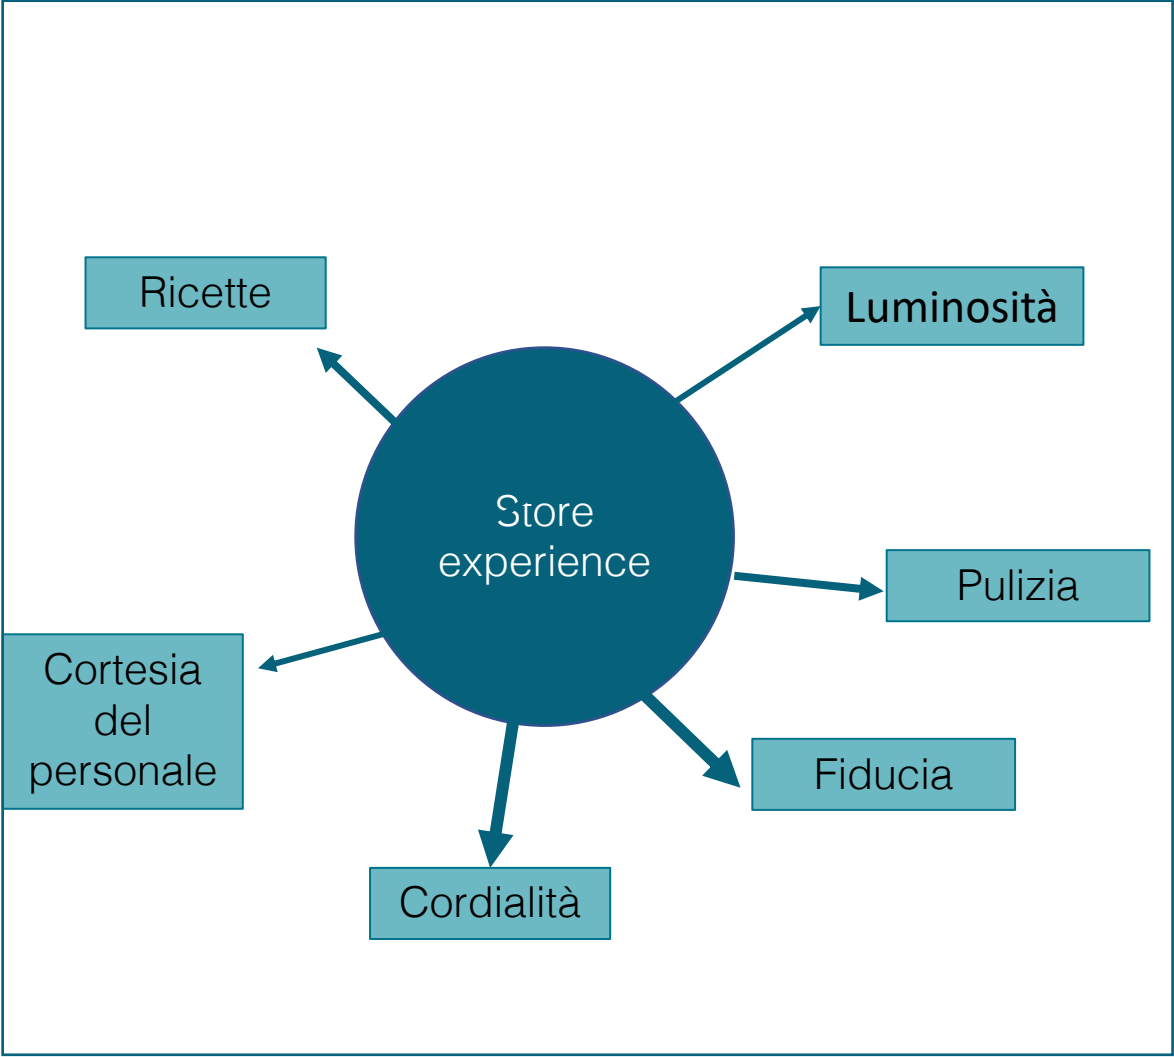 Ricette
Luminosità
Store
experience
Pulizia
Cortesia
del
personale
Fiducia
Cordialità